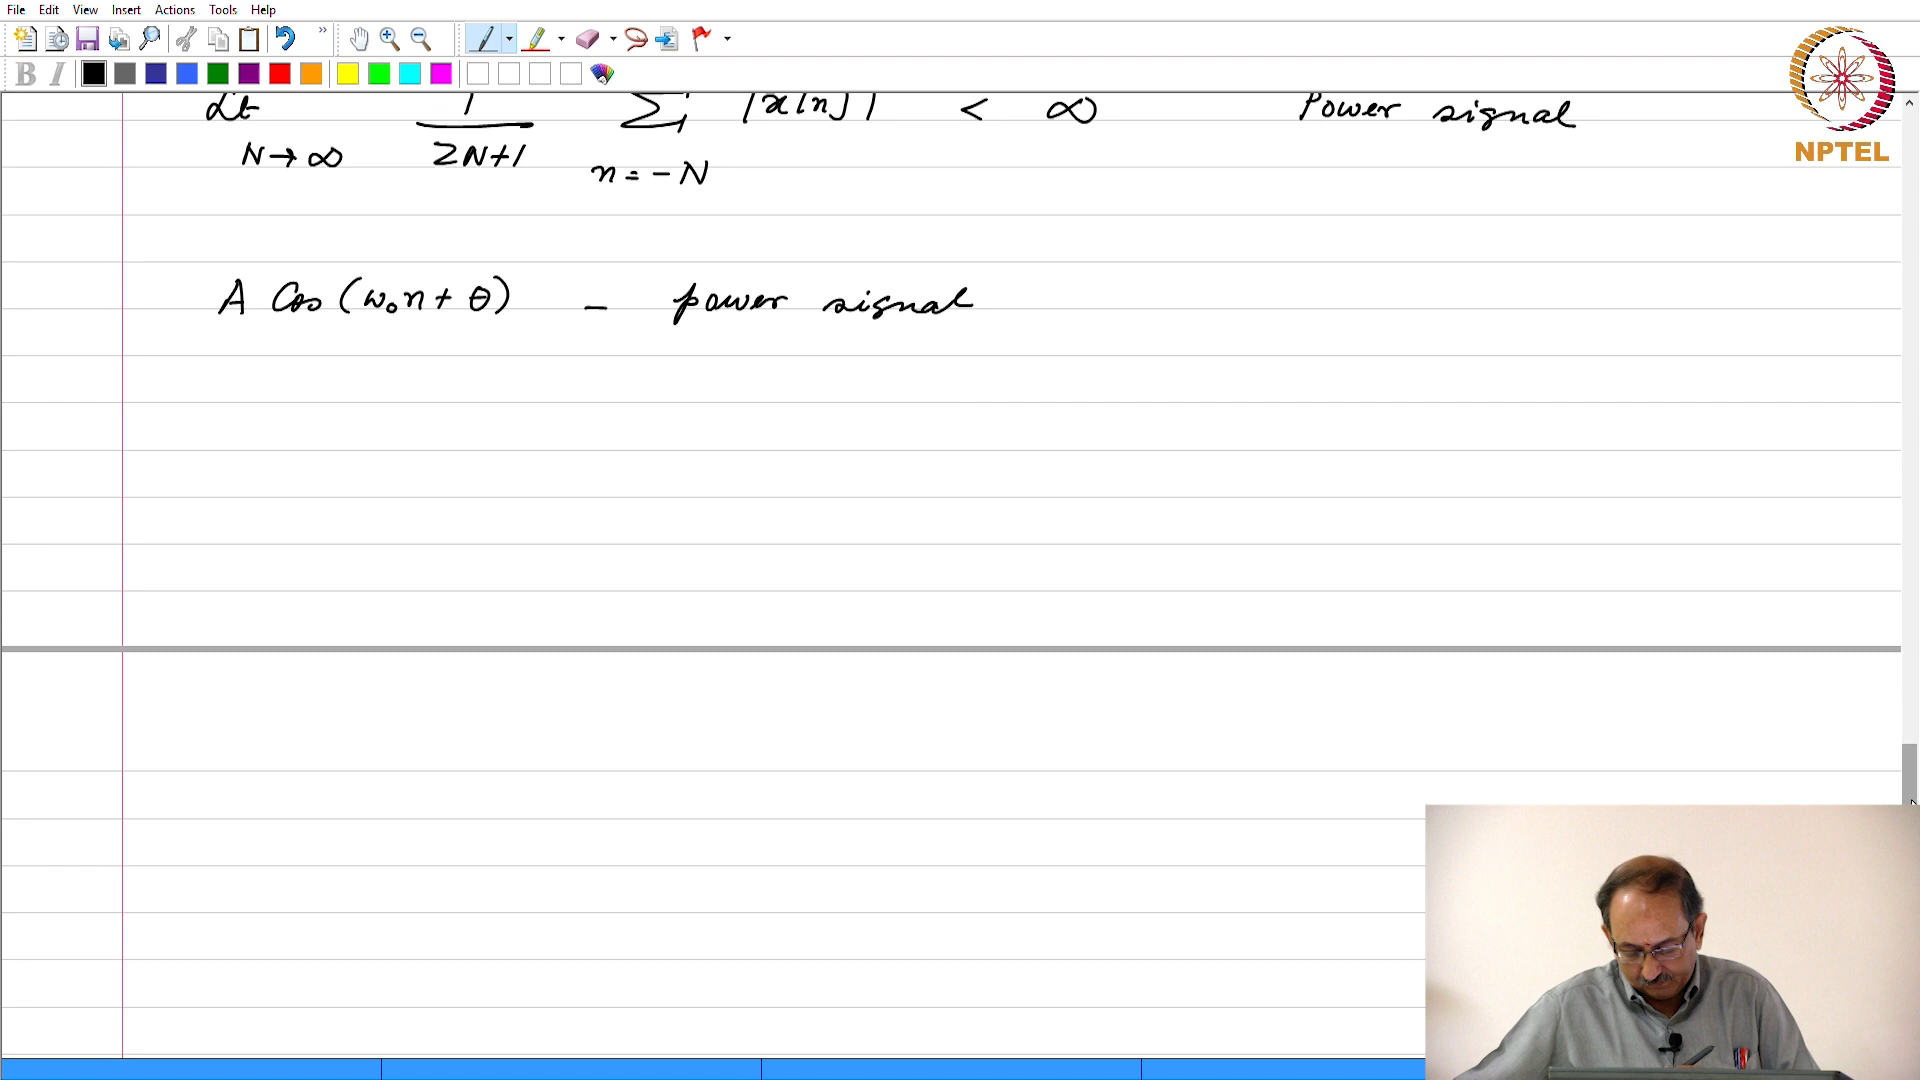 File Edit View Insert Actions Tools Help
B I
NPTEL
Lt 1 ∑ |x[n]| < ∞ Power signal
N→∞ 2N+1 n=-N
A Cos(ω₀n+θ) - power signal